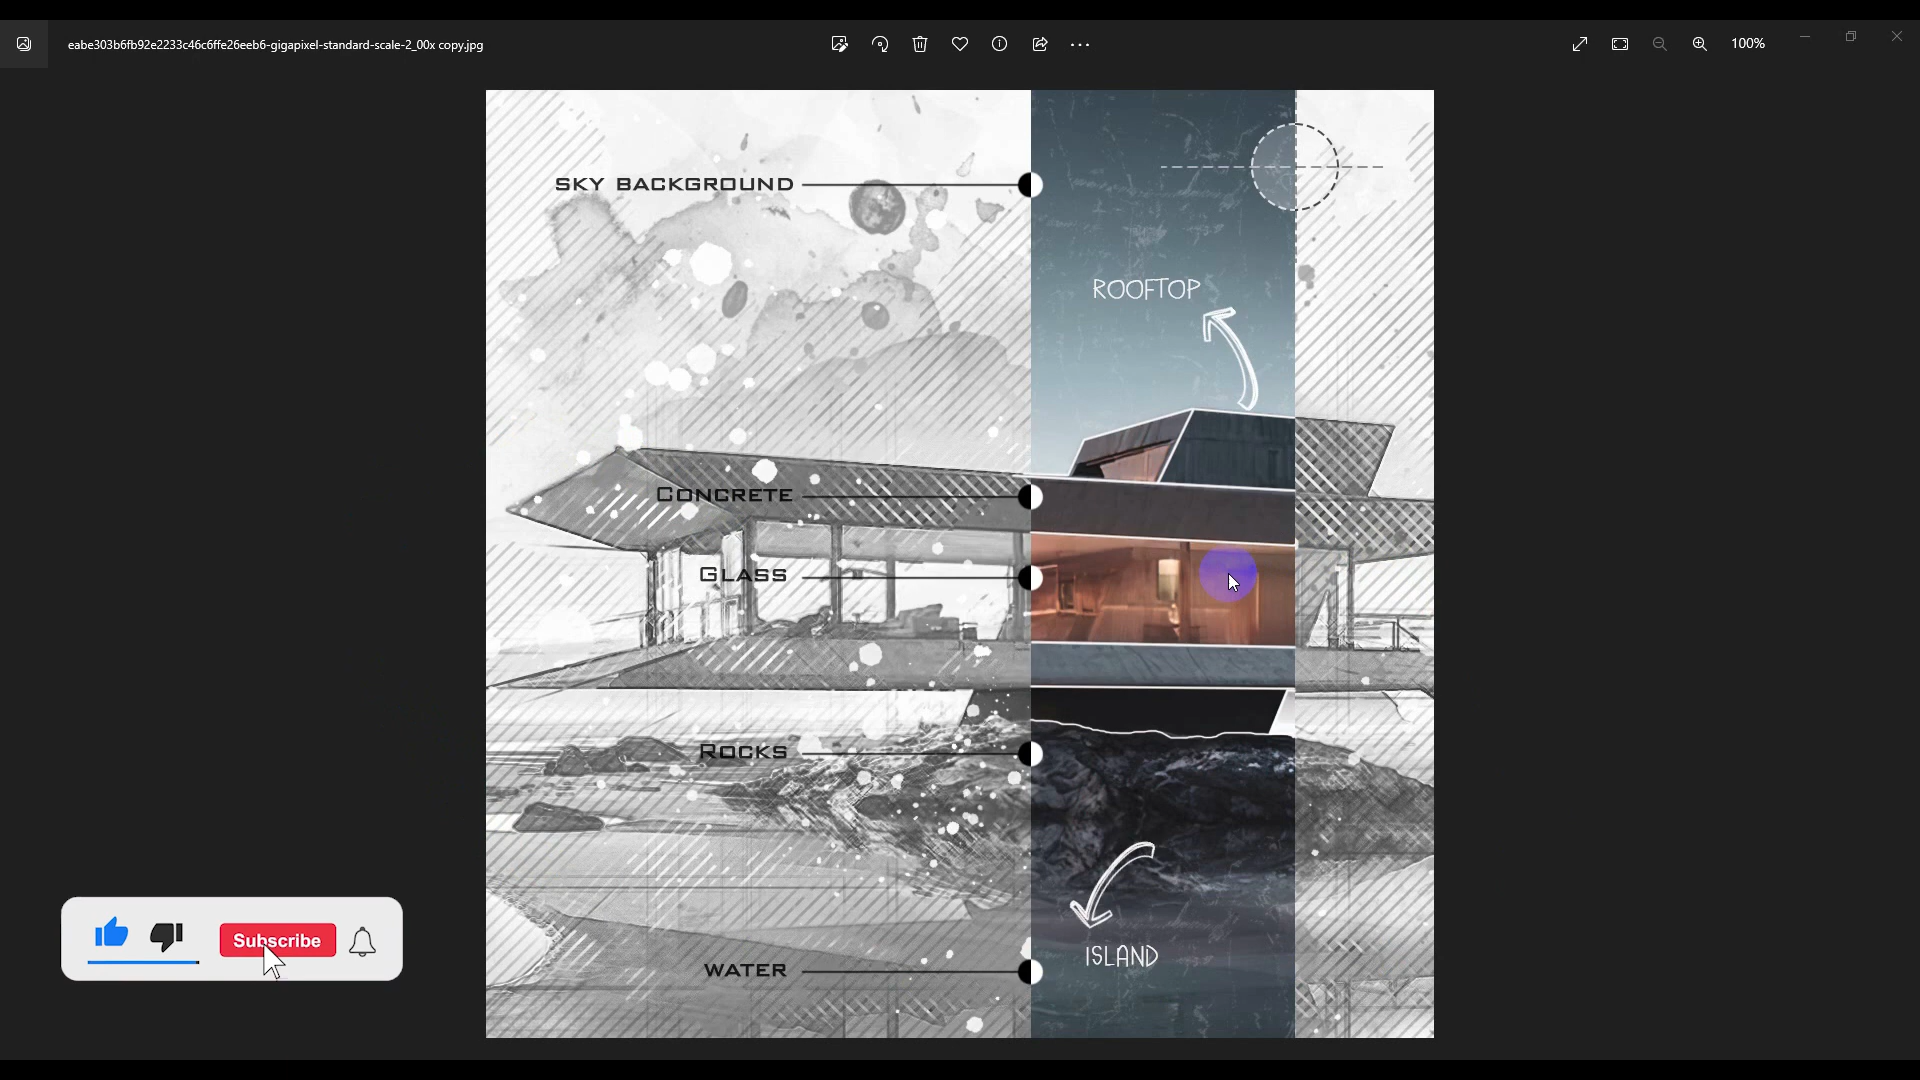 eabe303b6fb92e2233c46c6ffe26eeb6-gigapixel-standard-scale-2_00x copy.jpg
100%
SKY BACKGROUND
ROOFTOP
CONCRETE
GLASS
ROCKS
Subscribe
ISLAND
WATER